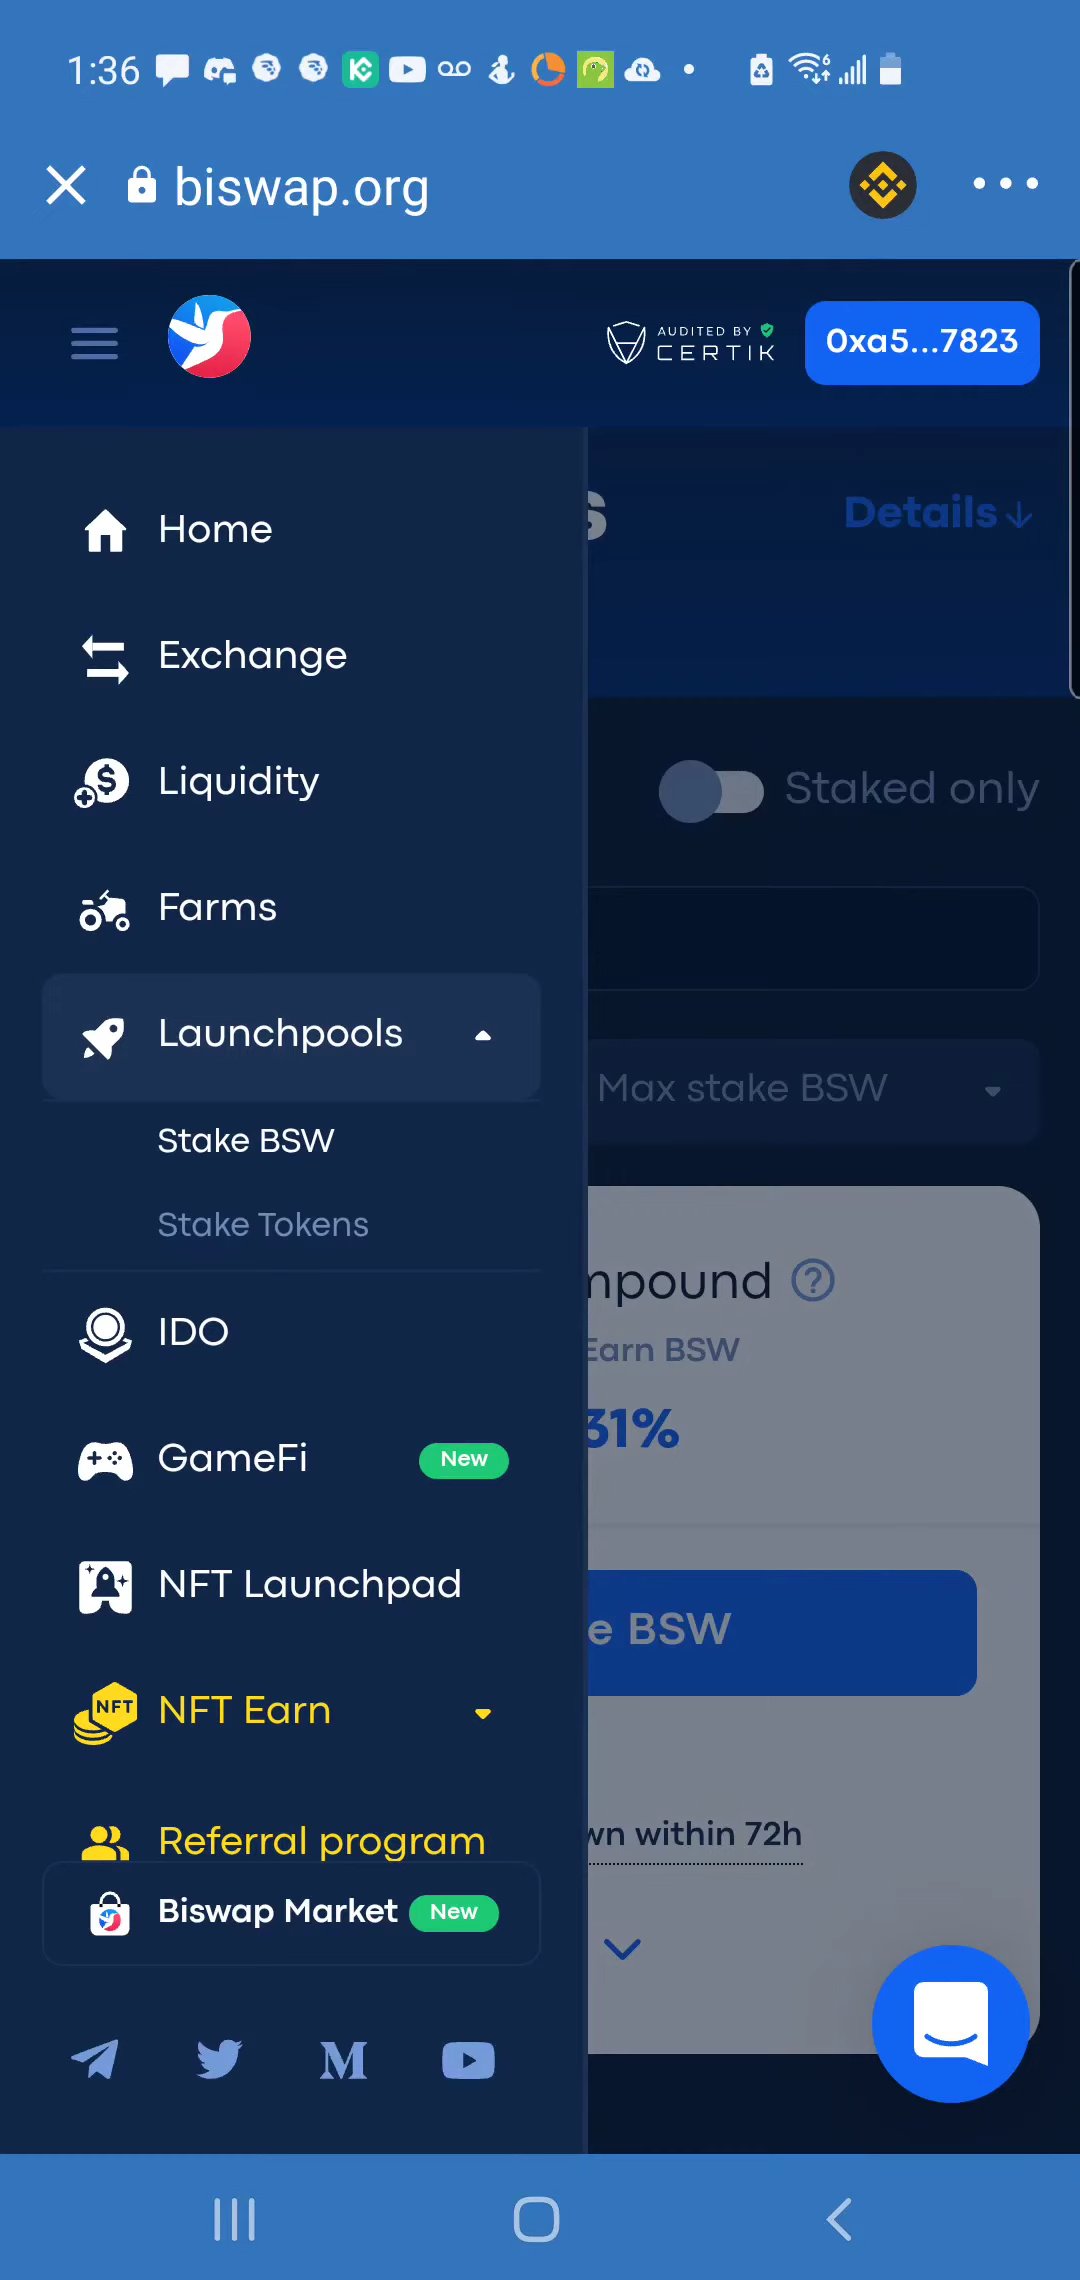 1:36
biswap.org
AUDITED BY
CERTIK
0xa5...7823
Home
Details
Exchange
Liquidity
Staked only
Farms
Launchpools
Max stake BSW
Stake BSW
Stake Tokens
Earn BSW
IDO
31%
GameFi
New
NFT Launchpad
BSW
NFT
NFT Earn
Referral program
within 72h
Biswap Market
New